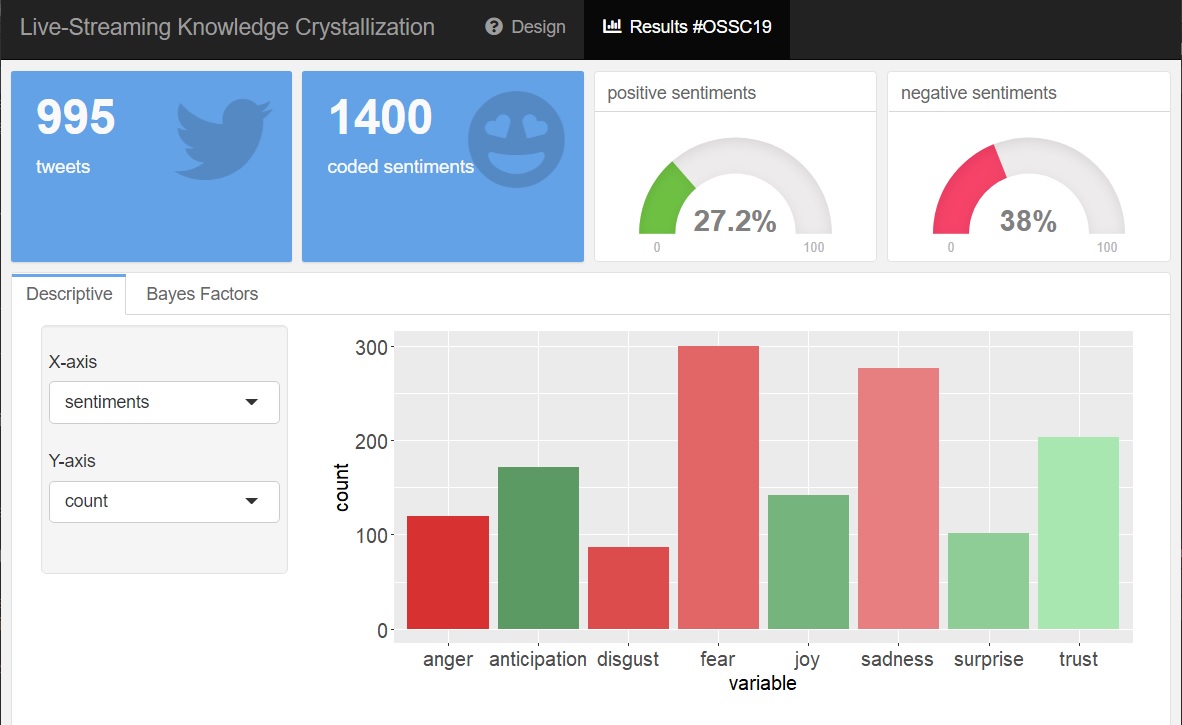 Live-Streaming Knowledge Crystallization Design Results #OSSC19
995
tweets
1400
coded sentiments
positive sentiments
27.2%
0 100
negative sentiments
38%
0 100
Descriptive Bayes Factors
X-axis
sentiments
Y-axis
count
count
300
200
100
0
anger anticipation disgust fear joy sadness surprise trust
variable